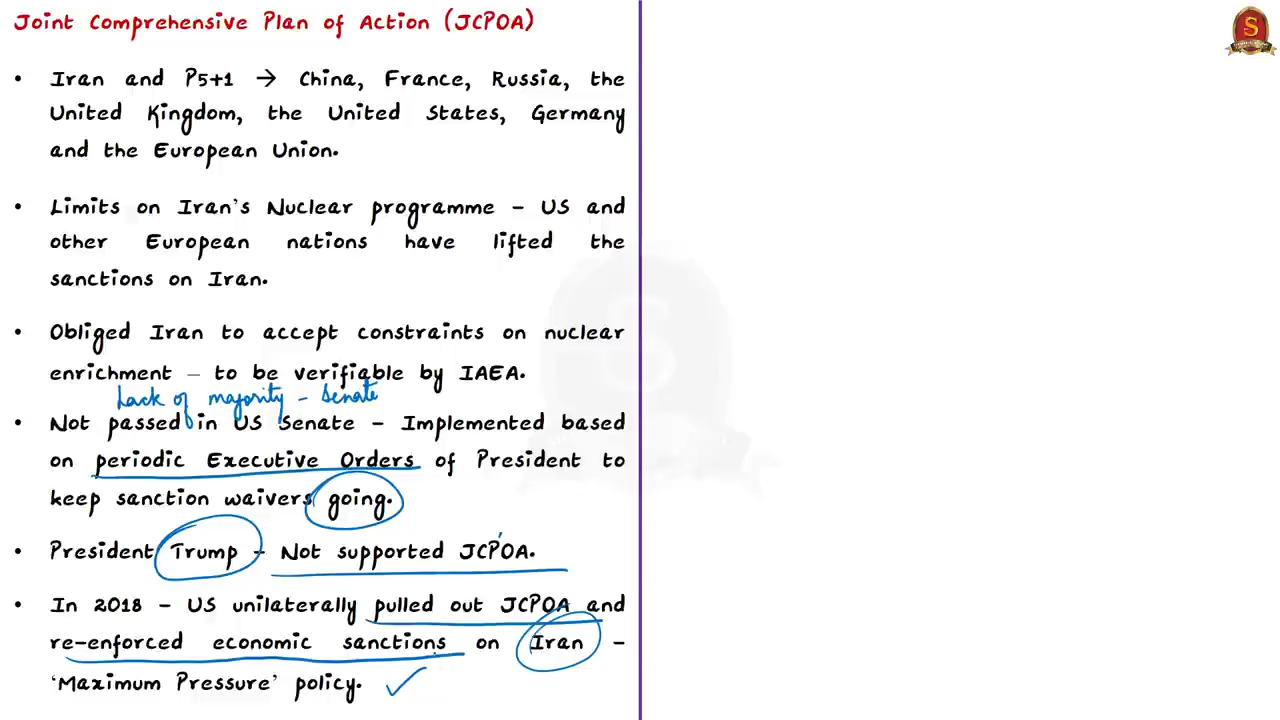 Joint Comprehensive Plan of Action (JCPOA)
• Iran and P5+1 → China, France, Russia, the
United Kingdom, the United States, Germany
and the European Union.
• Limits on Iran's Nuclear programme – US and
other European nations have lifted the
sanctions on Iran.
• Obliged Iran to accept constraints on nuclear
enrichment – to be verifiable by IAEA.
Lack of majority – Senate
• Not passed in US Senate – Implemented based
on periodic Executive Orders of President to
keep sanction waivers going.
• President Trump – Not supported JCPOA.
• In 2018 – US unilaterally pulled out JCPOA and
re-enforced economic sanctions on Iran –
'Maximum Pressure' policy.
S
S